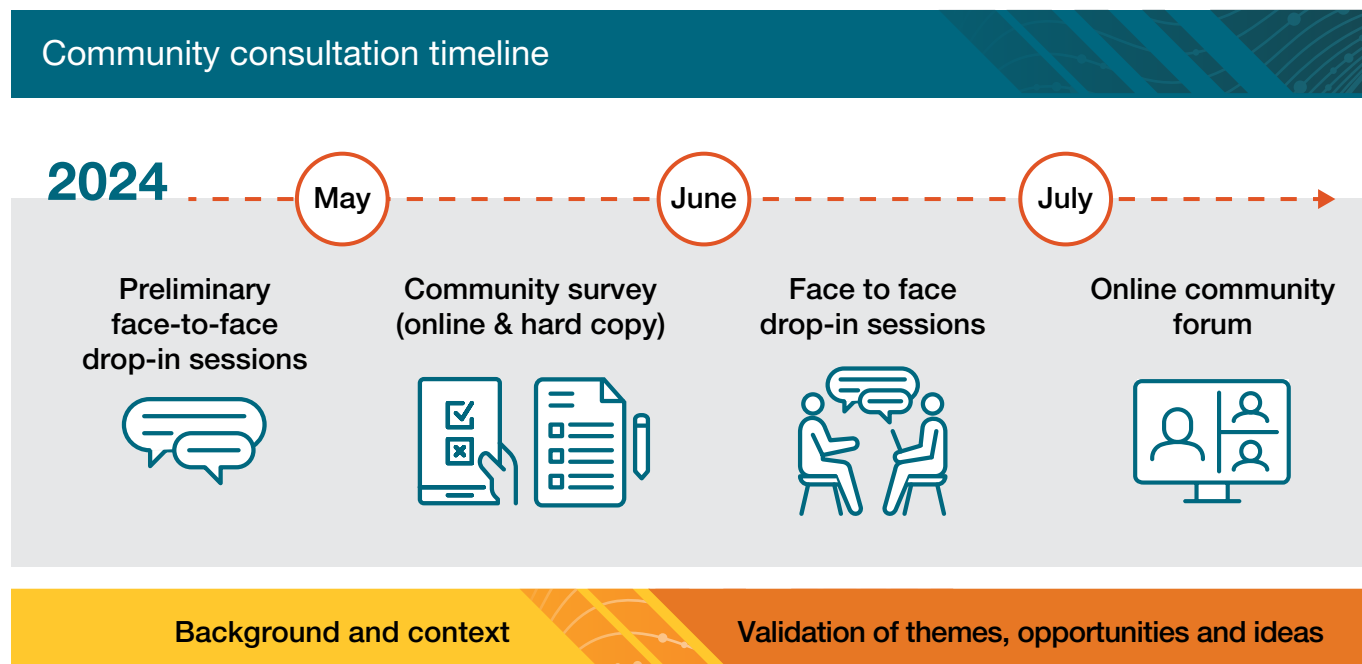 Community consultation timeline
2024
May
June
July
Preliminary
face-to-face
drop-in sessions
Community survey
(online & hard copy)
Face to face
drop-in sessions
Online community
forum
Background and context
Validation of themes, opportunities and ideas